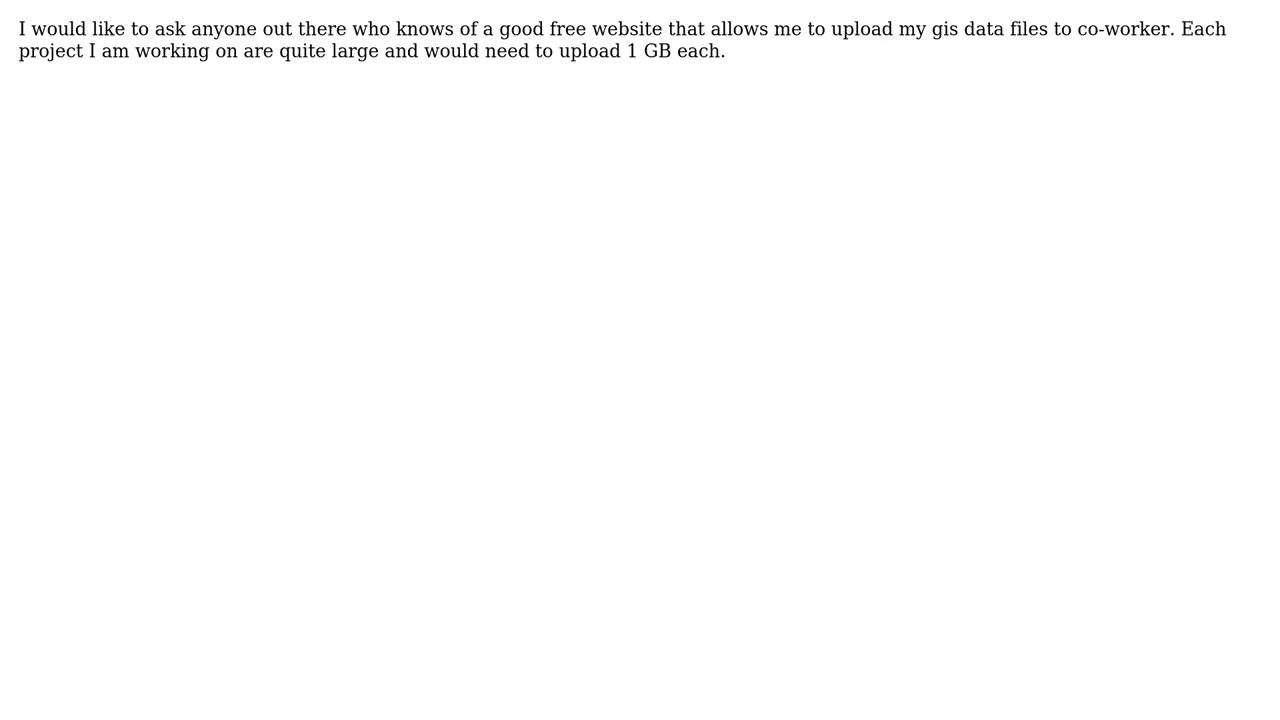 I would like to ask anyone out there who knows of a good free website that allows me to upload my gis data files to co-worker. Each
project I am working on are quite large and would need to upload 1 GB each.